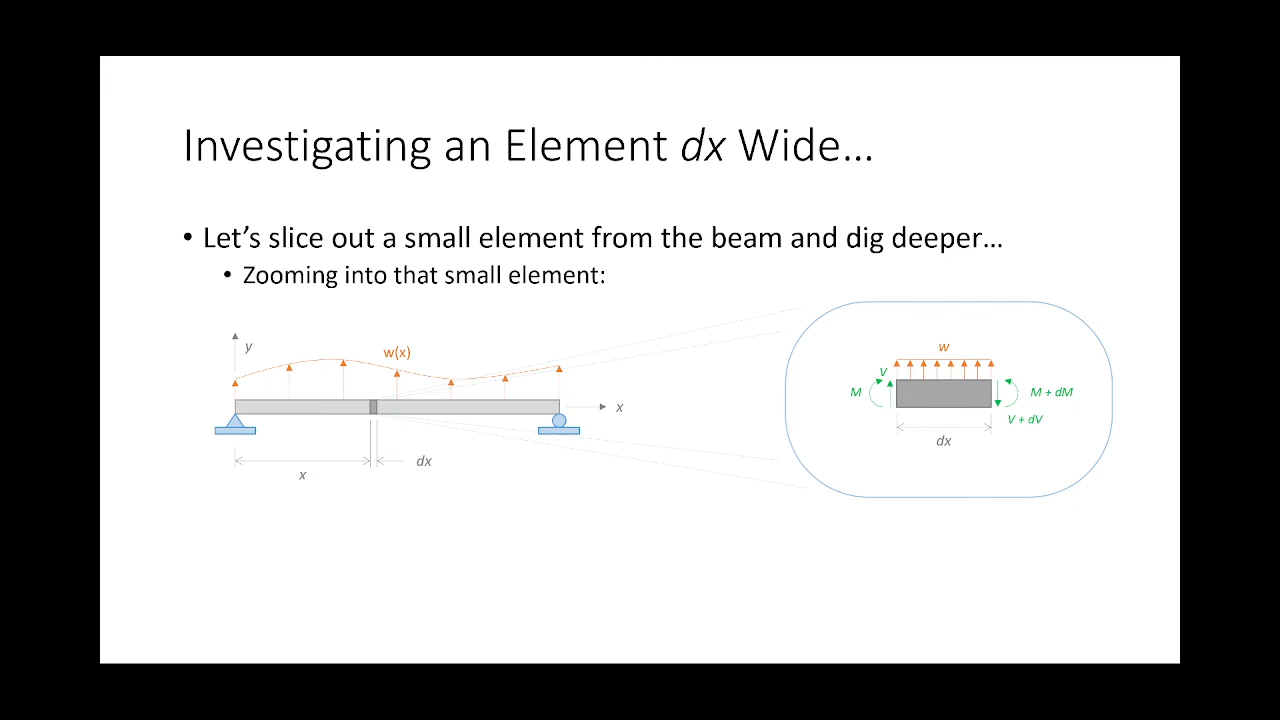 Investigating an Element dx Wide…
• Let’s slice out a small element from the beam and dig deeper…
• Zooming into that small element:
y
w(x)
x
x
dx
w
V
M
M + dM
V + dV
dx